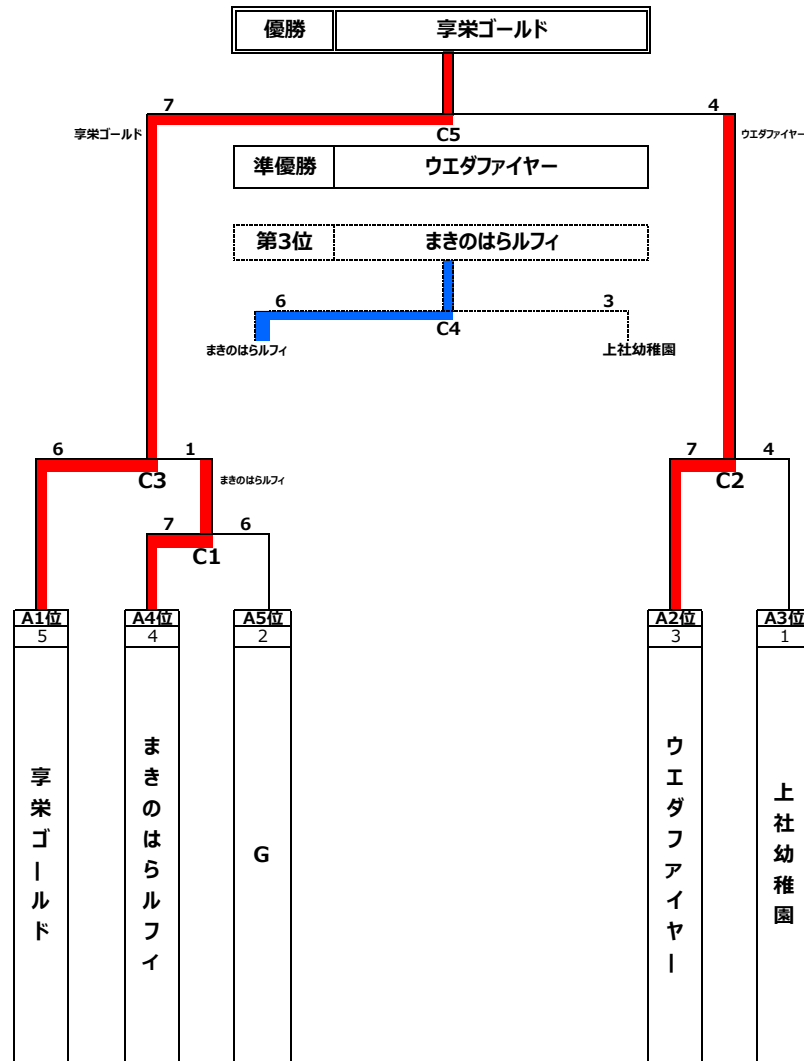 優勝 享栄ゴールド
7 4
享栄ゴールド C5 ウエダファイヤー
準優勝 ウエダファイヤー
第3位 まきのはらルフィ
6 3
C4
まきのはらルフィ 上社幼稚園
6 1 7 4
C3 まきのはらルフィ C2
7 6
C1
A1位 A4位 A5位 A2位 A3位
5 4 2 3 1
享栄ゴールド
まきのはらルフィ
G
ウエダファイヤー
上社幼稚園